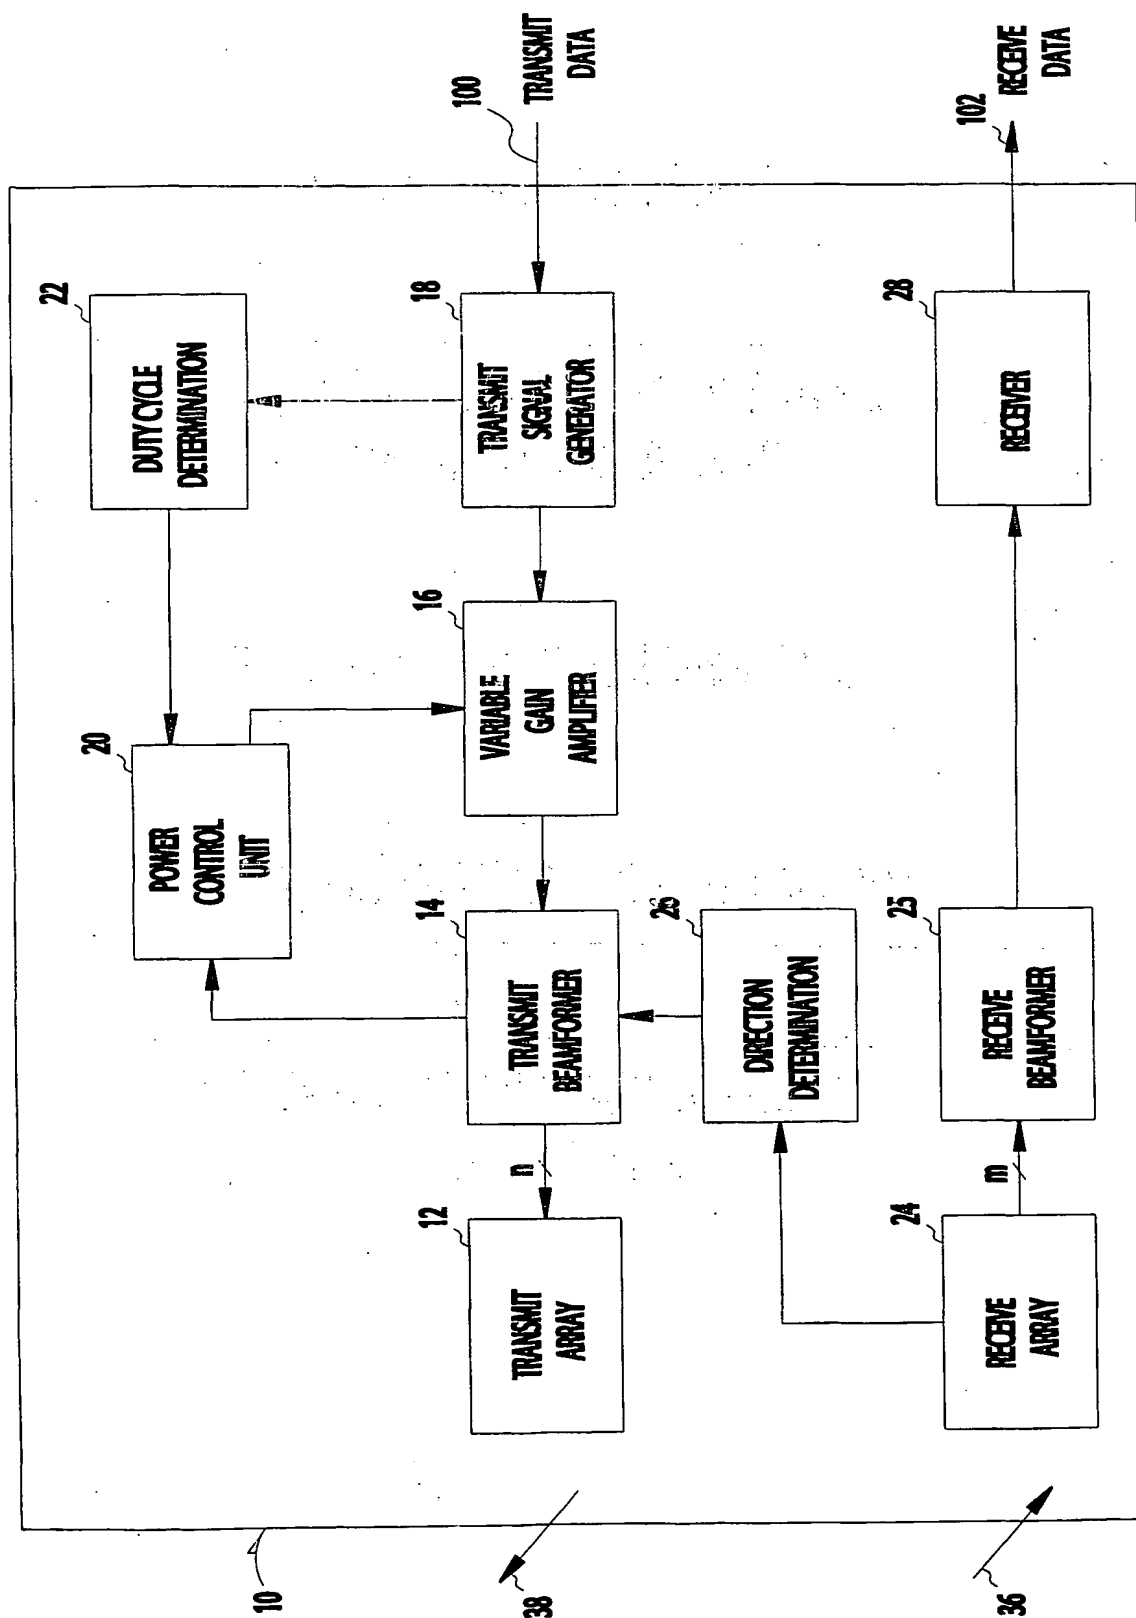 10
22
DUTY CYCLE
DETERMINATION
20
POWER
CONTROL
UNIT
100
TRANSMIT
DATA
18
TRANSMIT
SIGNAL
GENERATOR
16
VARIABLE
GAIN
AMPLIFIER
14
TRANSMIT
BEAMFORMER
n
12
TRANSMIT
ARRAY
38
26
DIRECTION
DETERMINATION
102
RECEIVE
DATA
28
RECEIVER
25
RECEIVE
BEAMFORMER
m
24
RECEIVE
ARRAY
36